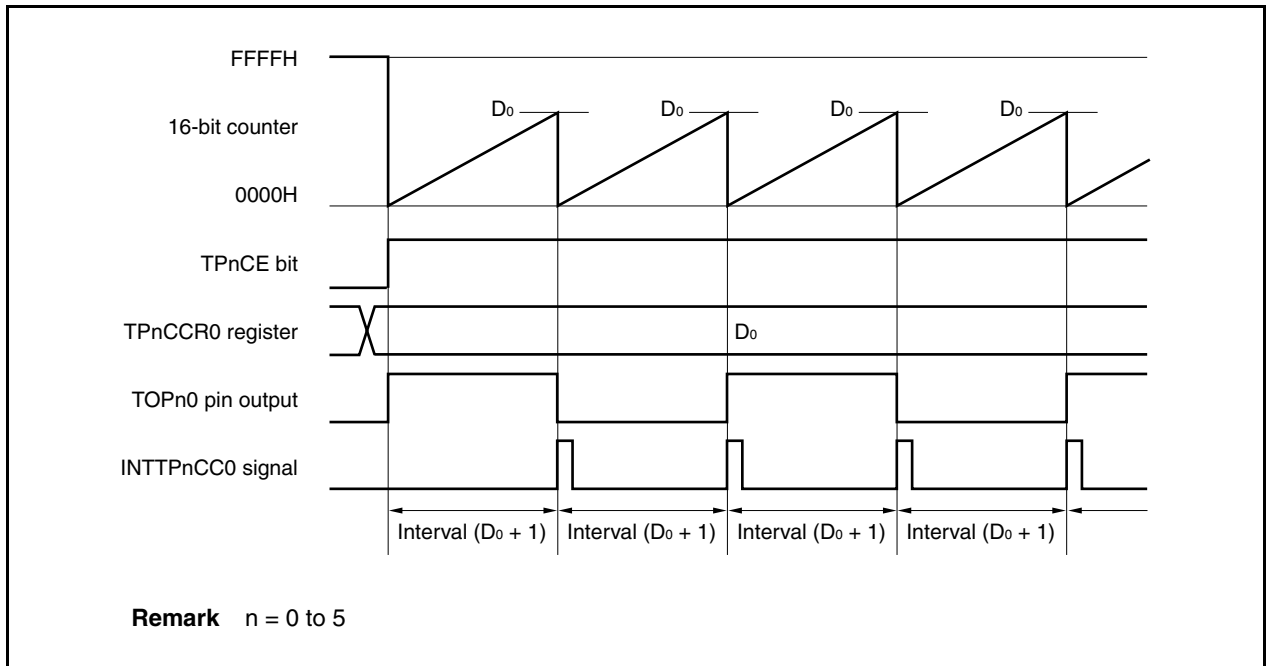 FFFFH
D0 D0 D0 D0
16-bit counter
0000H
TPnCE bit
TPnCCR0 register D0
TOPn0 pin output
INTTPnCC0 signal
Interval (D0 + 1) Interval (D0 + 1) Interval (D0 + 1) Interval (D0 + 1)
Remark n = 0 to 5